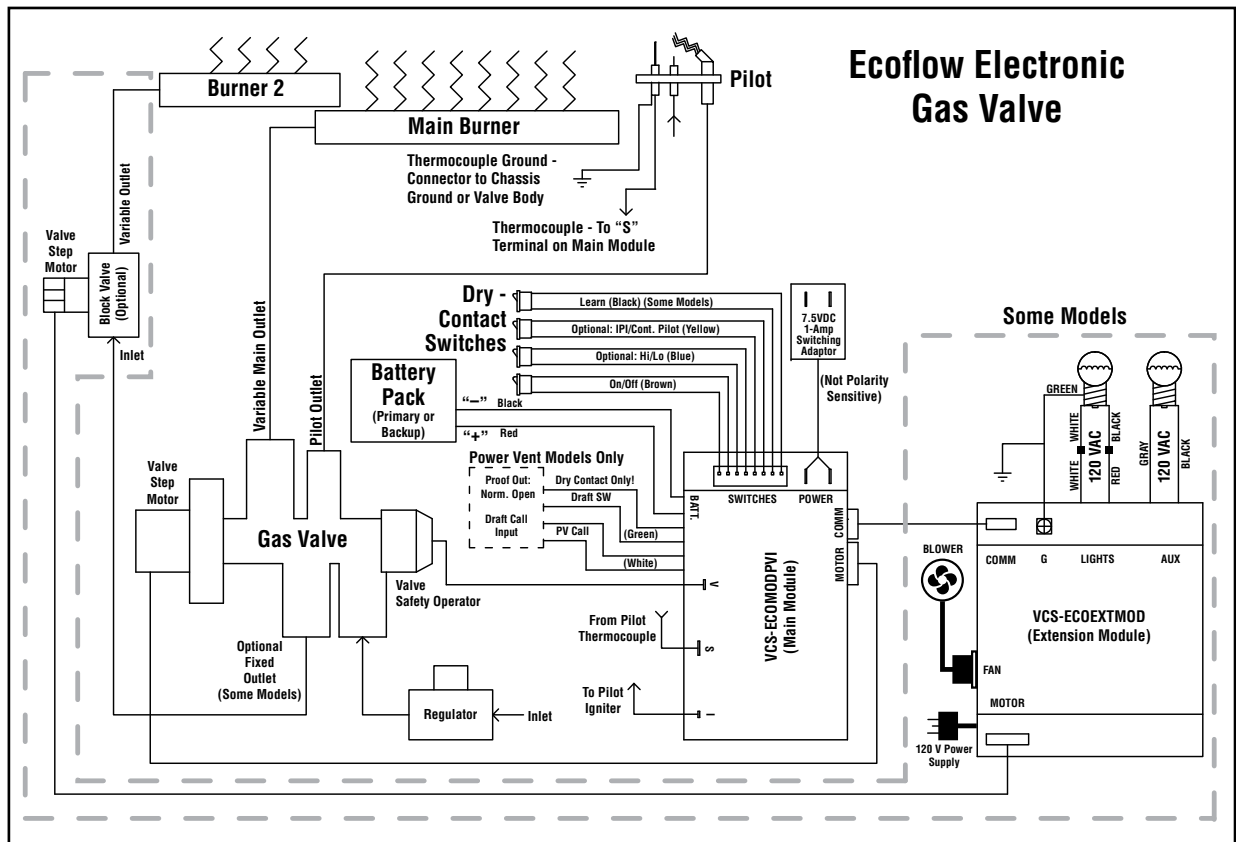 Ecoflow Electronic
Gas Valve
Burner 2
Main Burner
Pilot
Thermocouple Ground -
Connector to Chassis
Ground or Valve Body
Thermocouple - To “S”
Terminal on Main Module
Variable Outlet
Valve
Step
Motor
Block Valve
(Optional)
Inlet
Variable Main Outlet
Pilot Outlet
Dry -
Contact
Switches
Learn (Black) (Some Models)
Optional: IPI/Cont. Pilot (Yellow)
Optional: Hi/Lo (Blue)
On/Off (Brown)
7.5VDC
1-Amp
Switching
Adaptor
(Not Polarity
Sensitive)
Battery
Pack
(Primary or
Backup)
“–”
Black
“+”
Red
Power Vent Models Only
Proof Out:
Norm. Open
Draft Call
Input
Dry Contact Only!
Draft SW
(Green)
PV Call
(White)
SWITCHES
POWER
BATT.
COMM
MOTOR
V
S
I
VCS-ECOMODPVI
(Main Module)
Valve
Step
Motor
Gas Valve
Valve
Safety Operator
From Pilot
Thermocouple
To Pilot
Igniter
Optional
Fixed
Outlet
(Some Models)
Regulator
Inlet
Some Models
GREEN
WHITE
WHITE
120 VAC
BLACK
RED
GRAY
120 VAC
BLACK
COMM
G
LIGHTS
AUX
BLOWER
VCS-ECOEXTMOD
(Extension Module)
FAN
MOTOR
120 V Power
Supply